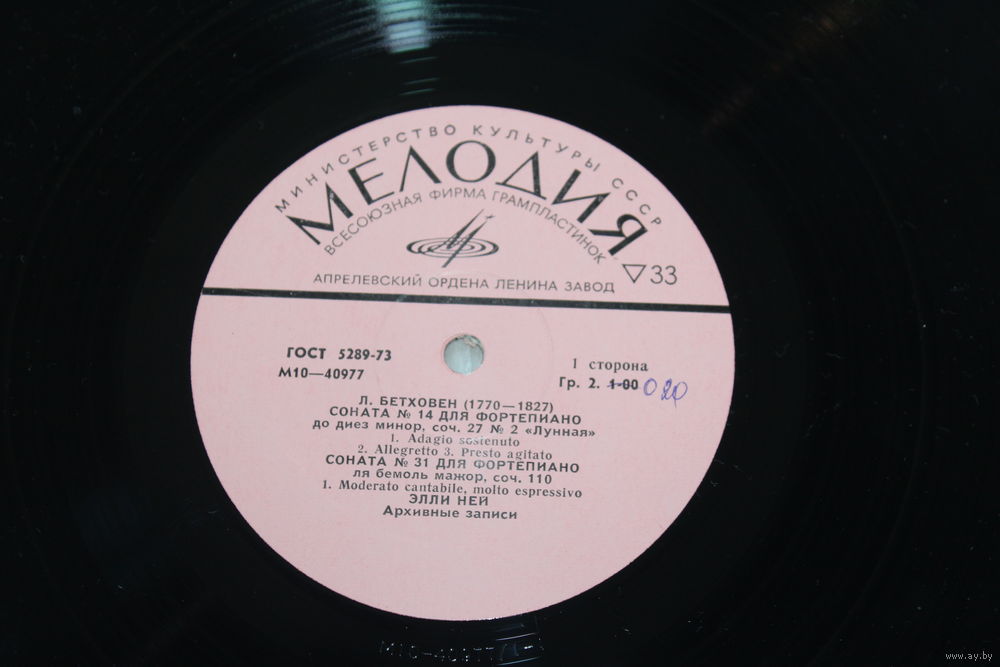 МИНИСТЕРСТВО КУЛЬТУРЫ СССР
МЕЛОДИЯ
ВСЕСОЮЗНАЯ ФИРМА ГРАМПЛАСТИНОК
▽33
АПРЕЛЕВСКИЙ ОРДЕНА ЛЕНИНА ЗАВОД
ГОСТ 5289-73
М10—40977
1 сторона
Гр. 2. 1-00 020
Л. БЕТХОВЕН (1770—1827)
СОНАТА № 14 ДЛЯ ФОРТЕПИАНО
до диез минор, соч. 27 № 2 «Лунная»
1. Adagio sostenuto
2. Allegretto 3. Presto agitato
СОНАТА № 31 ДЛЯ ФОРТЕПИАНО
ля бемоль мажор, соч. 110
1. Moderato cantabile, molto espressivo
ЭЛЛИ НЕЙ
Архивные записи
www.ay.by